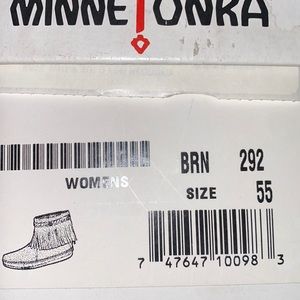 MINNETONKA
BRN 292
WOMENS
SIZE 55
7 47647 10098 3